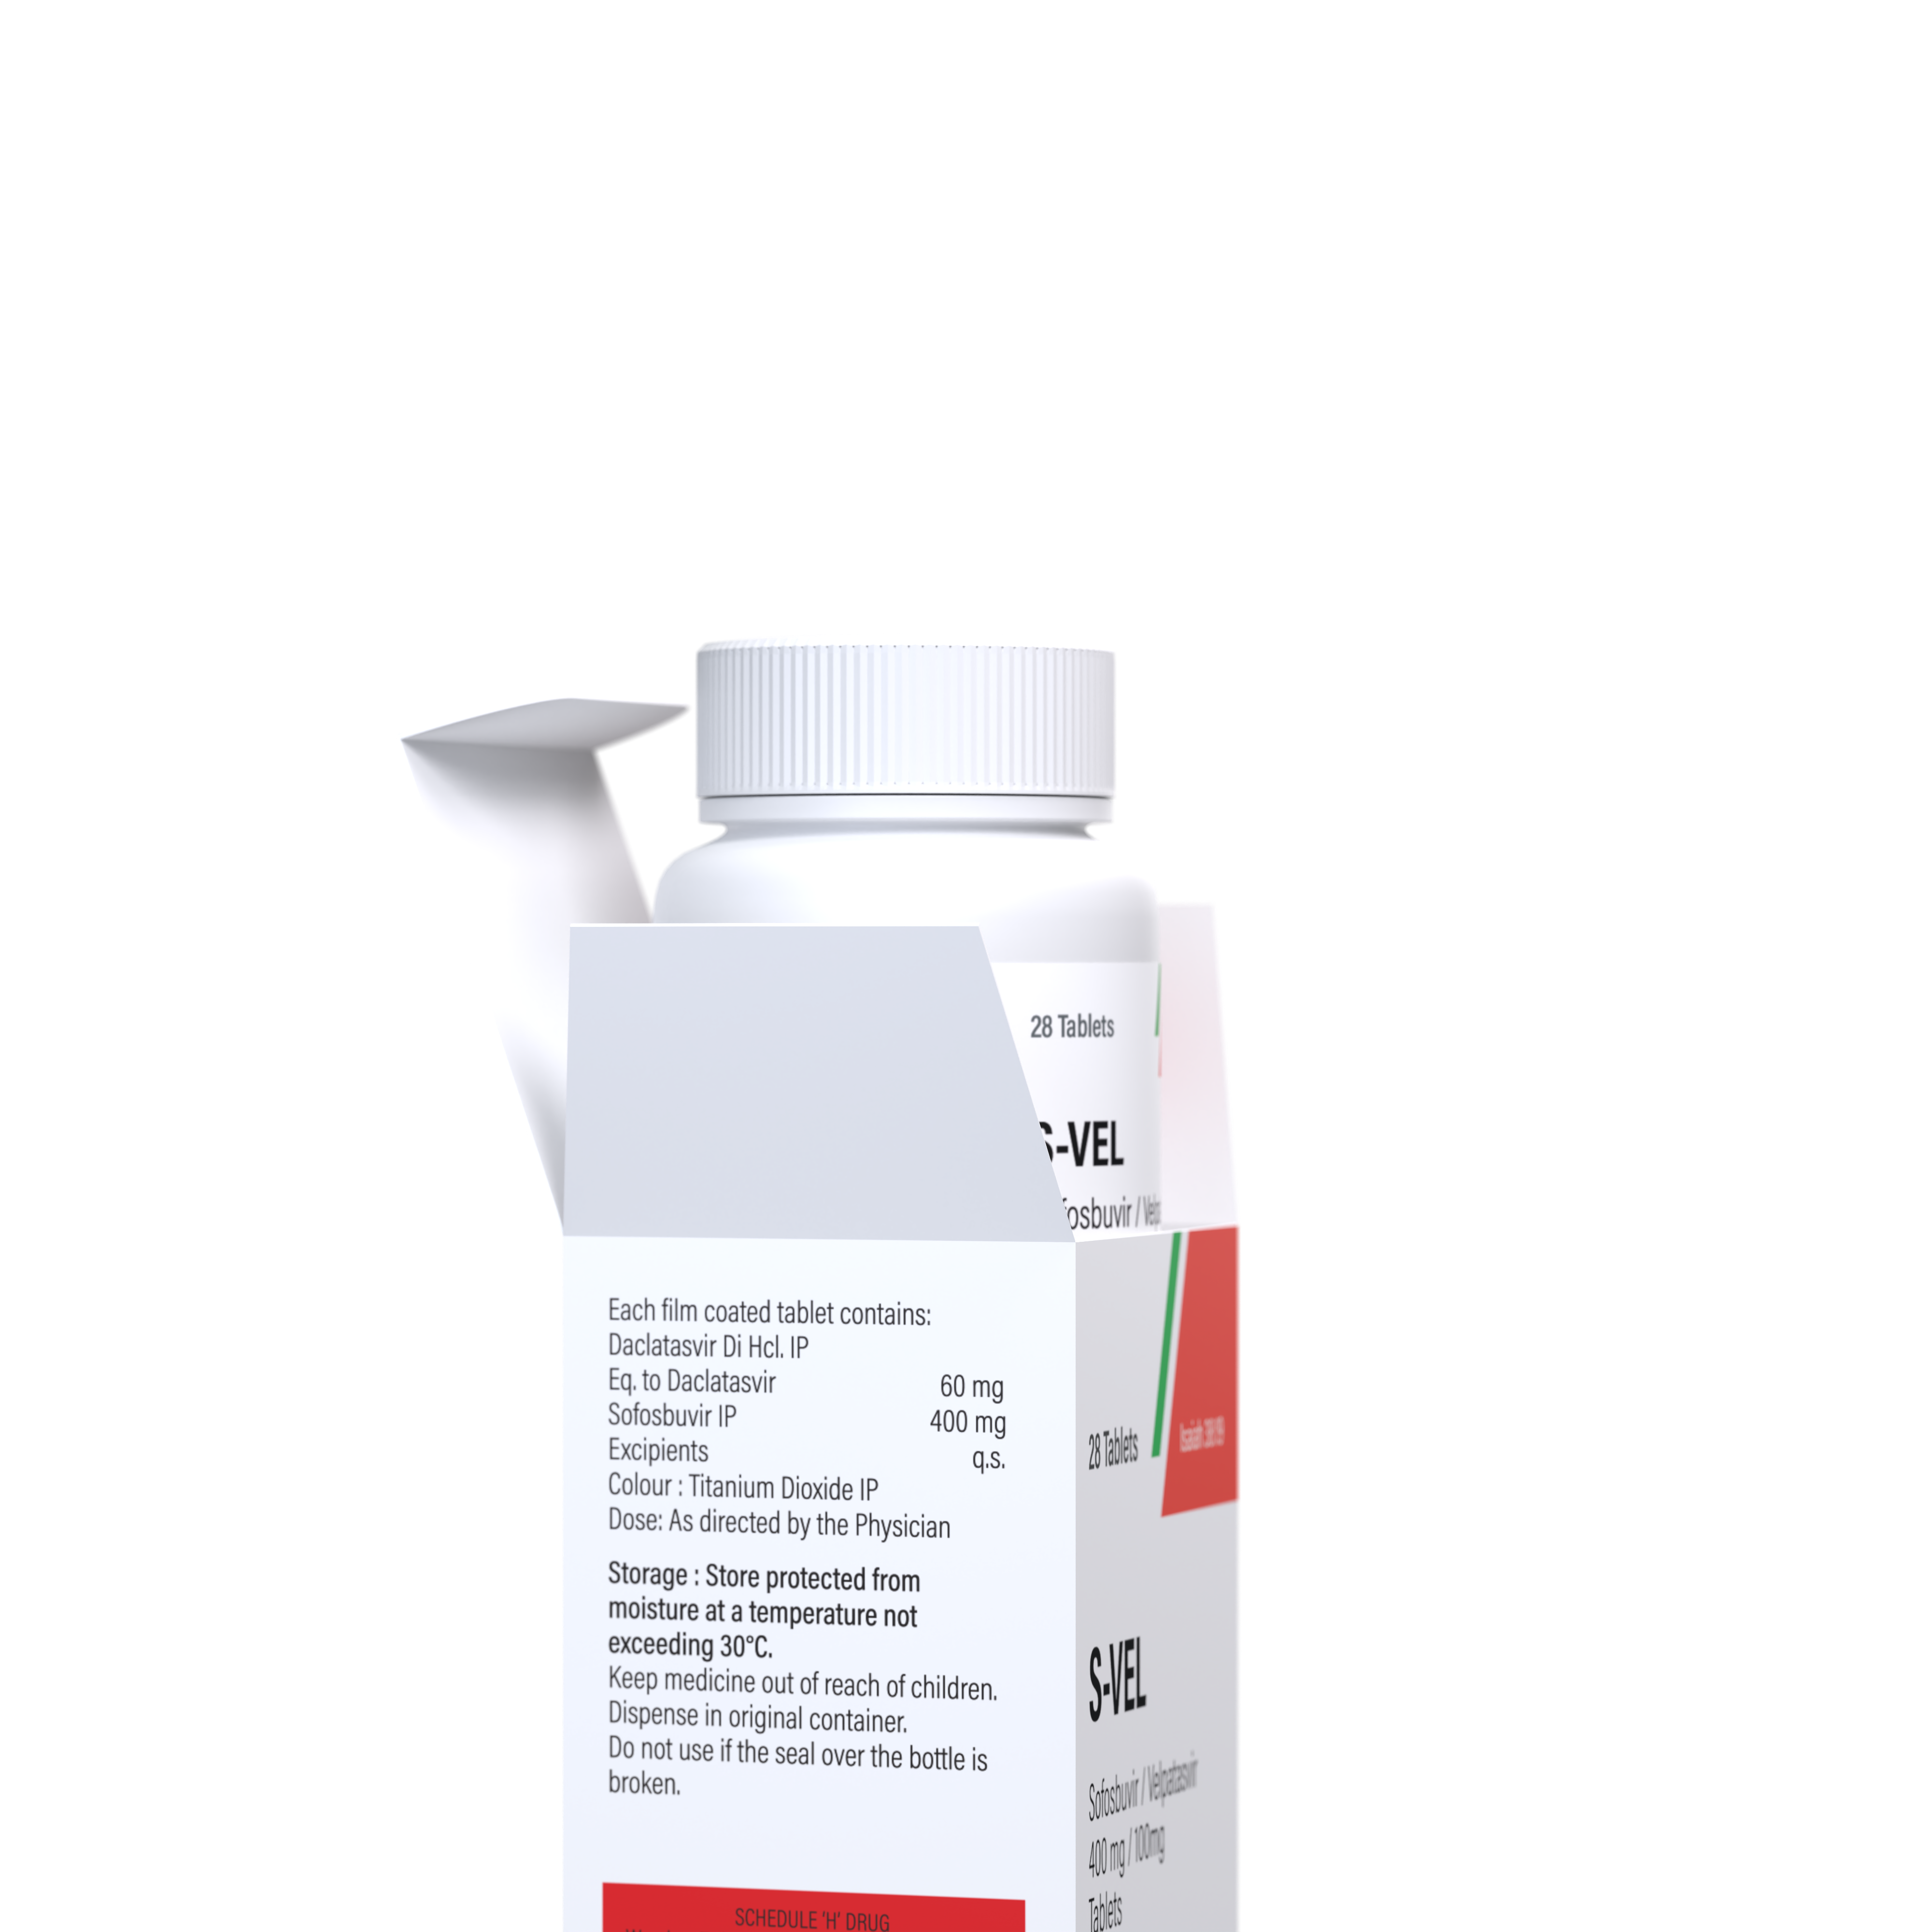 28 Tablets
S-VEL
fosbuvir /
Each film coated tablet contains:
Daclatasvir Di Hcl. IP
Eq. to Daclatasvir 60 mg
Sofosbuvir IP 400 mg
Excipients q.s.
Colour : Titanium Dioxide IP
Dose: As directed by the Physician
Storage : Store protected from
moisture at a temperature not
exceeding 30°C.
Keep medicine out of reach of children.
Dispense in original container.
Do not use if the seal over the bottle is
broken.
SCHEDULE ‘H’ DRUG
28 Tablets
S-VEL
Sofosbuvir / Velpatasvir
400 mg / 100mg
Tablets